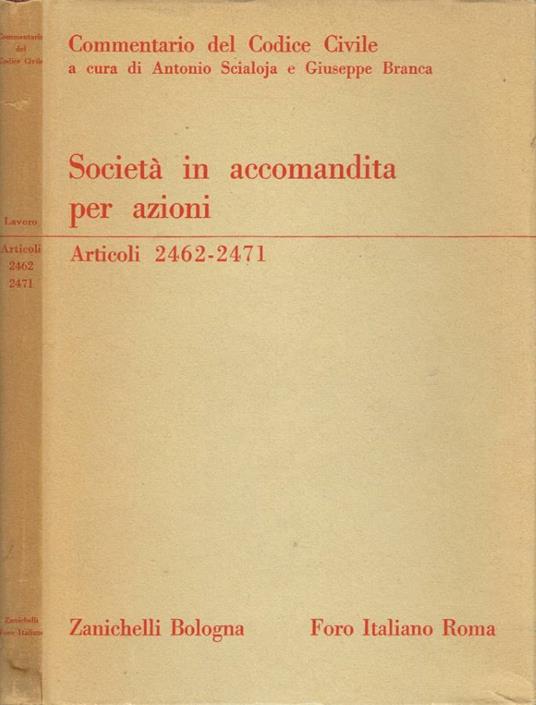 Commentario
del
Codice Civile
Lavoro
Articoli
2462
2471
Zanichelli
Foro Italiano
Commentario del Codice Civile
a cura di Antonio Scialoja e Giuseppe Branca
Società in accomandita
per azioni
Articoli 2462-2471
Zanichelli Bologna Foro Italiano Roma